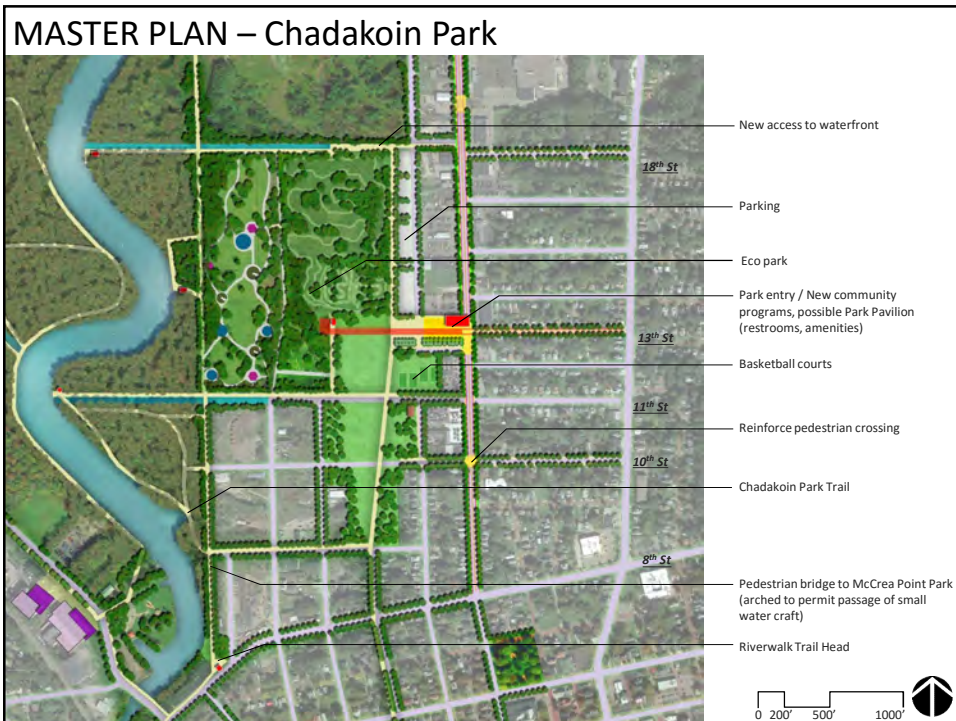 MASTER PLAN – Chadakoin Park
New access to waterfront
18th St
Parking
Eco park
Park entry / New community
programs, possible Park Pavilion
(restrooms, amenities)
13th St
Basketball courts
11th St
Reinforce pedestrian crossing
10th St
Chadakoin Park Trail
8th St
Pedestrian bridge to McCrea Point Park
(arched to permit passage of small
water craft)
Riverwalk Trail Head
0 200' 500' 1000'